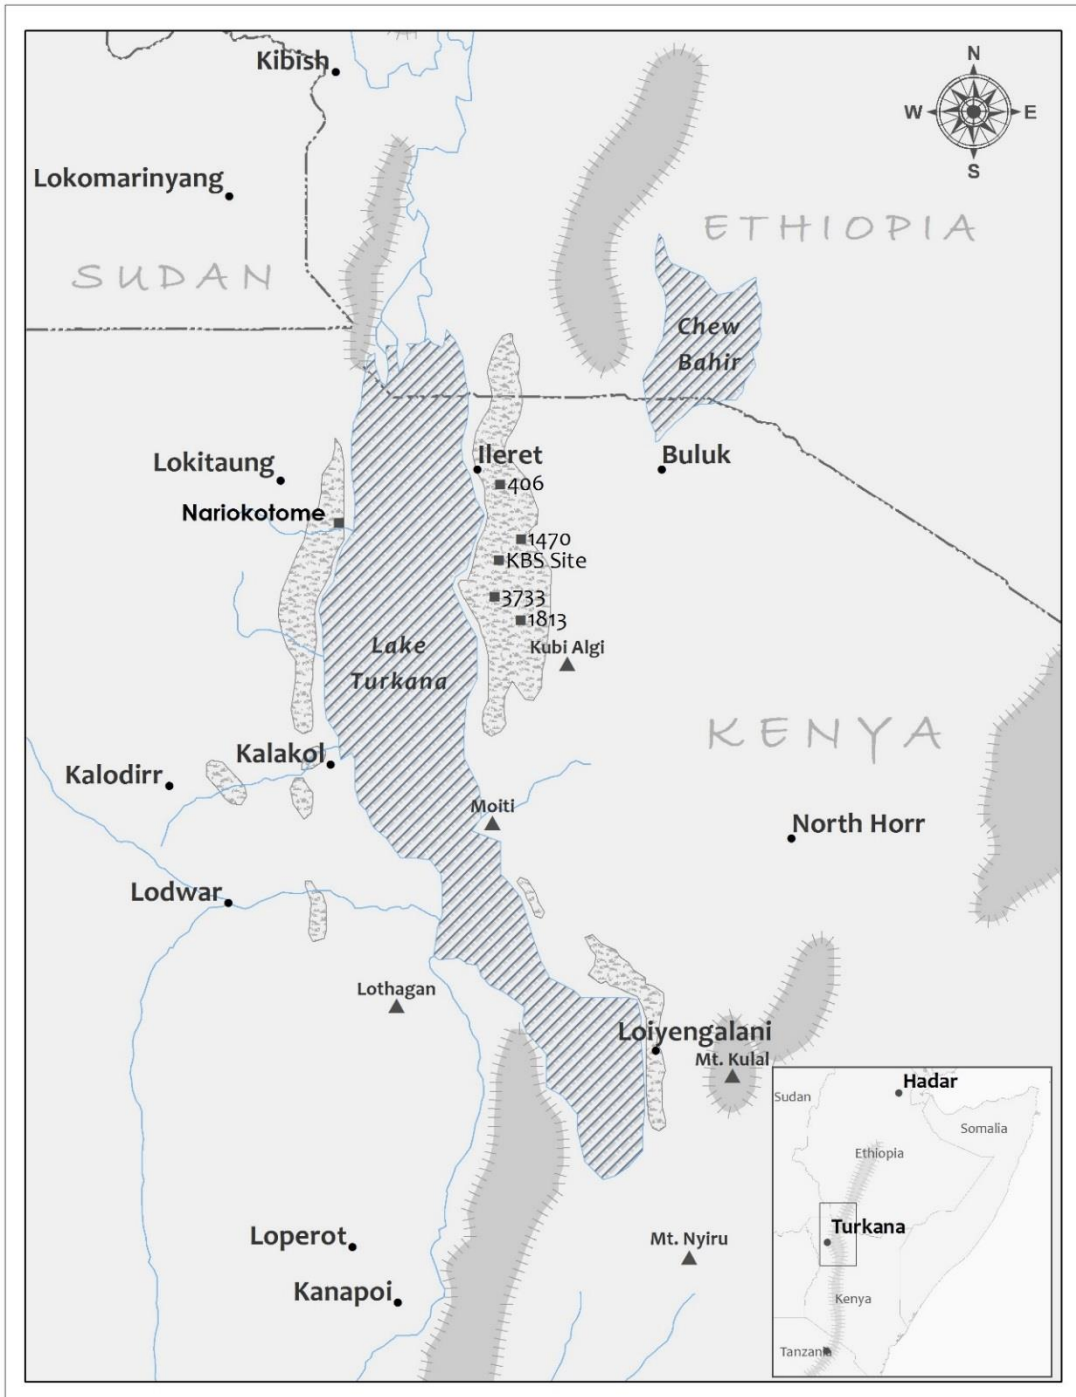 Kibish
N
W
E
S
Lokomarinyang
ETHIOPIA
SUDAN
Chew
Bahir
Ileret
Buluk
Lokitaung
406
Nariokotome
1470
KBS Site
3733
1813
Kubi Algi
Lake
Turkana
KENYA
Kalakol
Kalodirr
Moiti
North Horr
Lodwar
Lothagan
Loiyengalani
Mt. Kulal
Hadar
Sudan
Somalia
Ethiopia
Turkana
Loperot
Mt. Nyiru
Kanapoi
Kenya
Tanzania